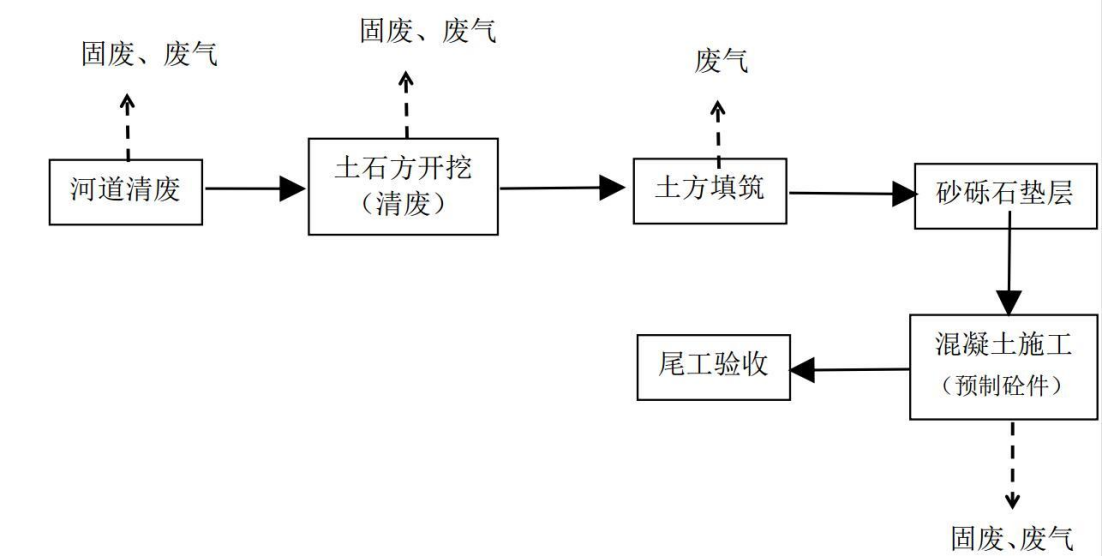 固废、废气
固废、废气
废气
河道清废
土石方开挖
（清废）
土方填筑
砂砾石垫层
混凝土施工
（预制砼件）
尾工验收
固废、废气